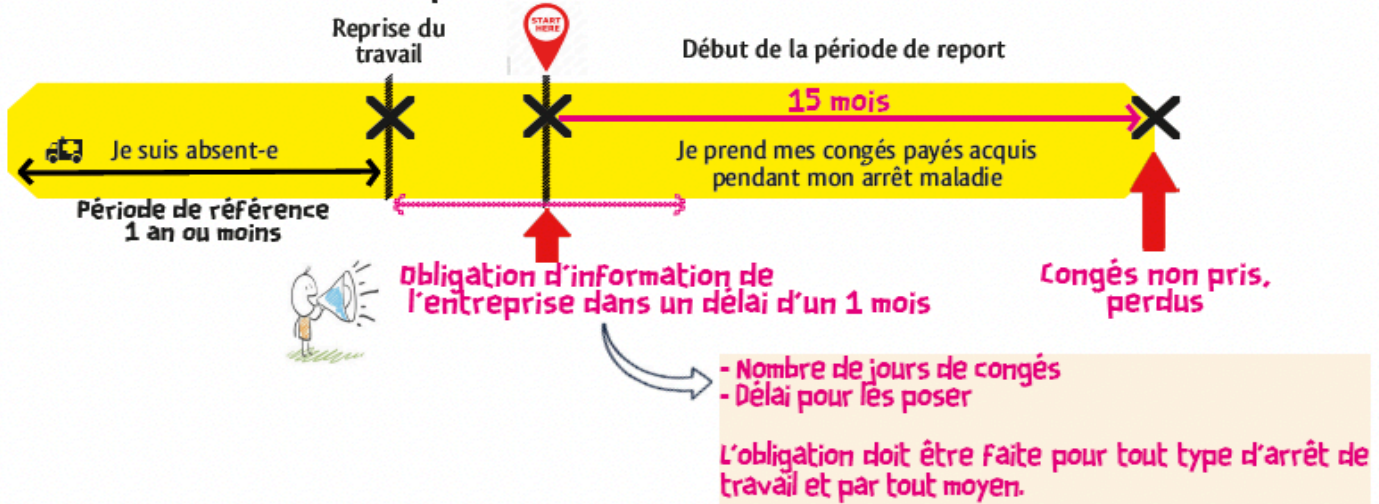 Reprise du
travail
START
HERE
Début de la période de report
15 mois
Je suis absent-e
Je prend mes congés payés acquis
pendant mon arrêt maladie
Période de référence
1 an ou moins
Obligation d'information de
l'entreprise dans un délai d'un 1 mois
Congés non pris,
perdus
- Nombre de jours de congés
- Délai pour les poser
L'obligation doit être faite pour tout type d'arrêt de
travail et par tout moyen.